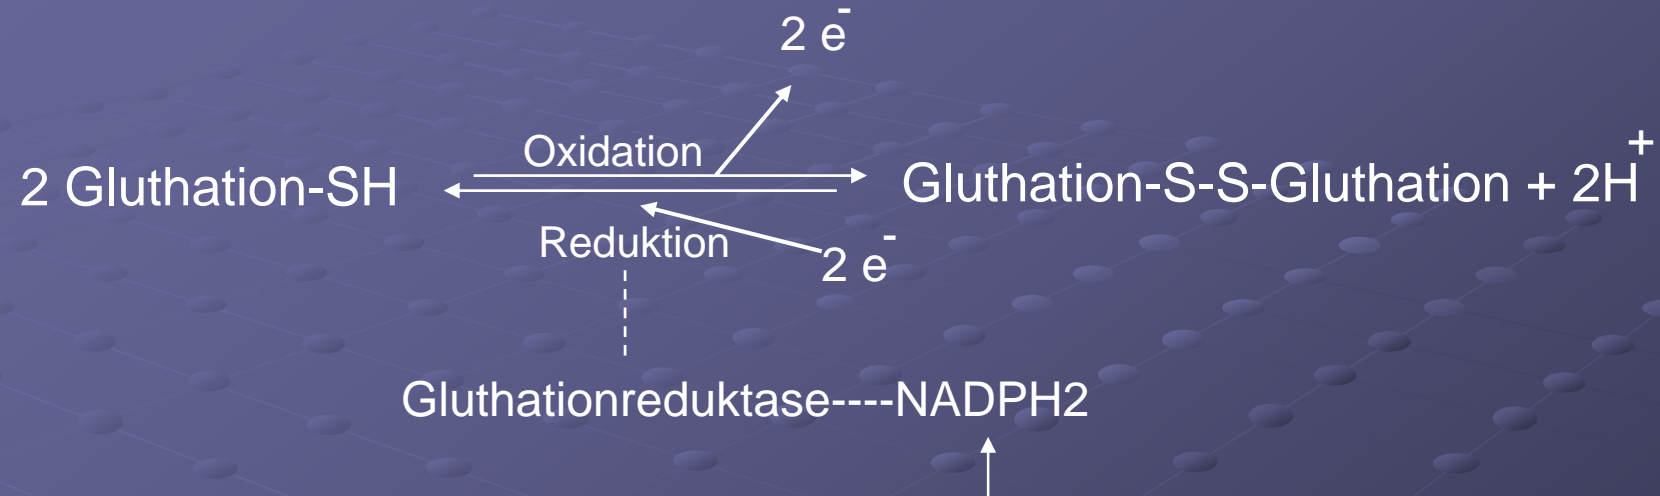 2 e-
Oxidation
2 Gluthation-SH Gluthation-S-S-Gluthation + 2H+
Reduktion
2 e-
Gluthationreduktase----NADPH2